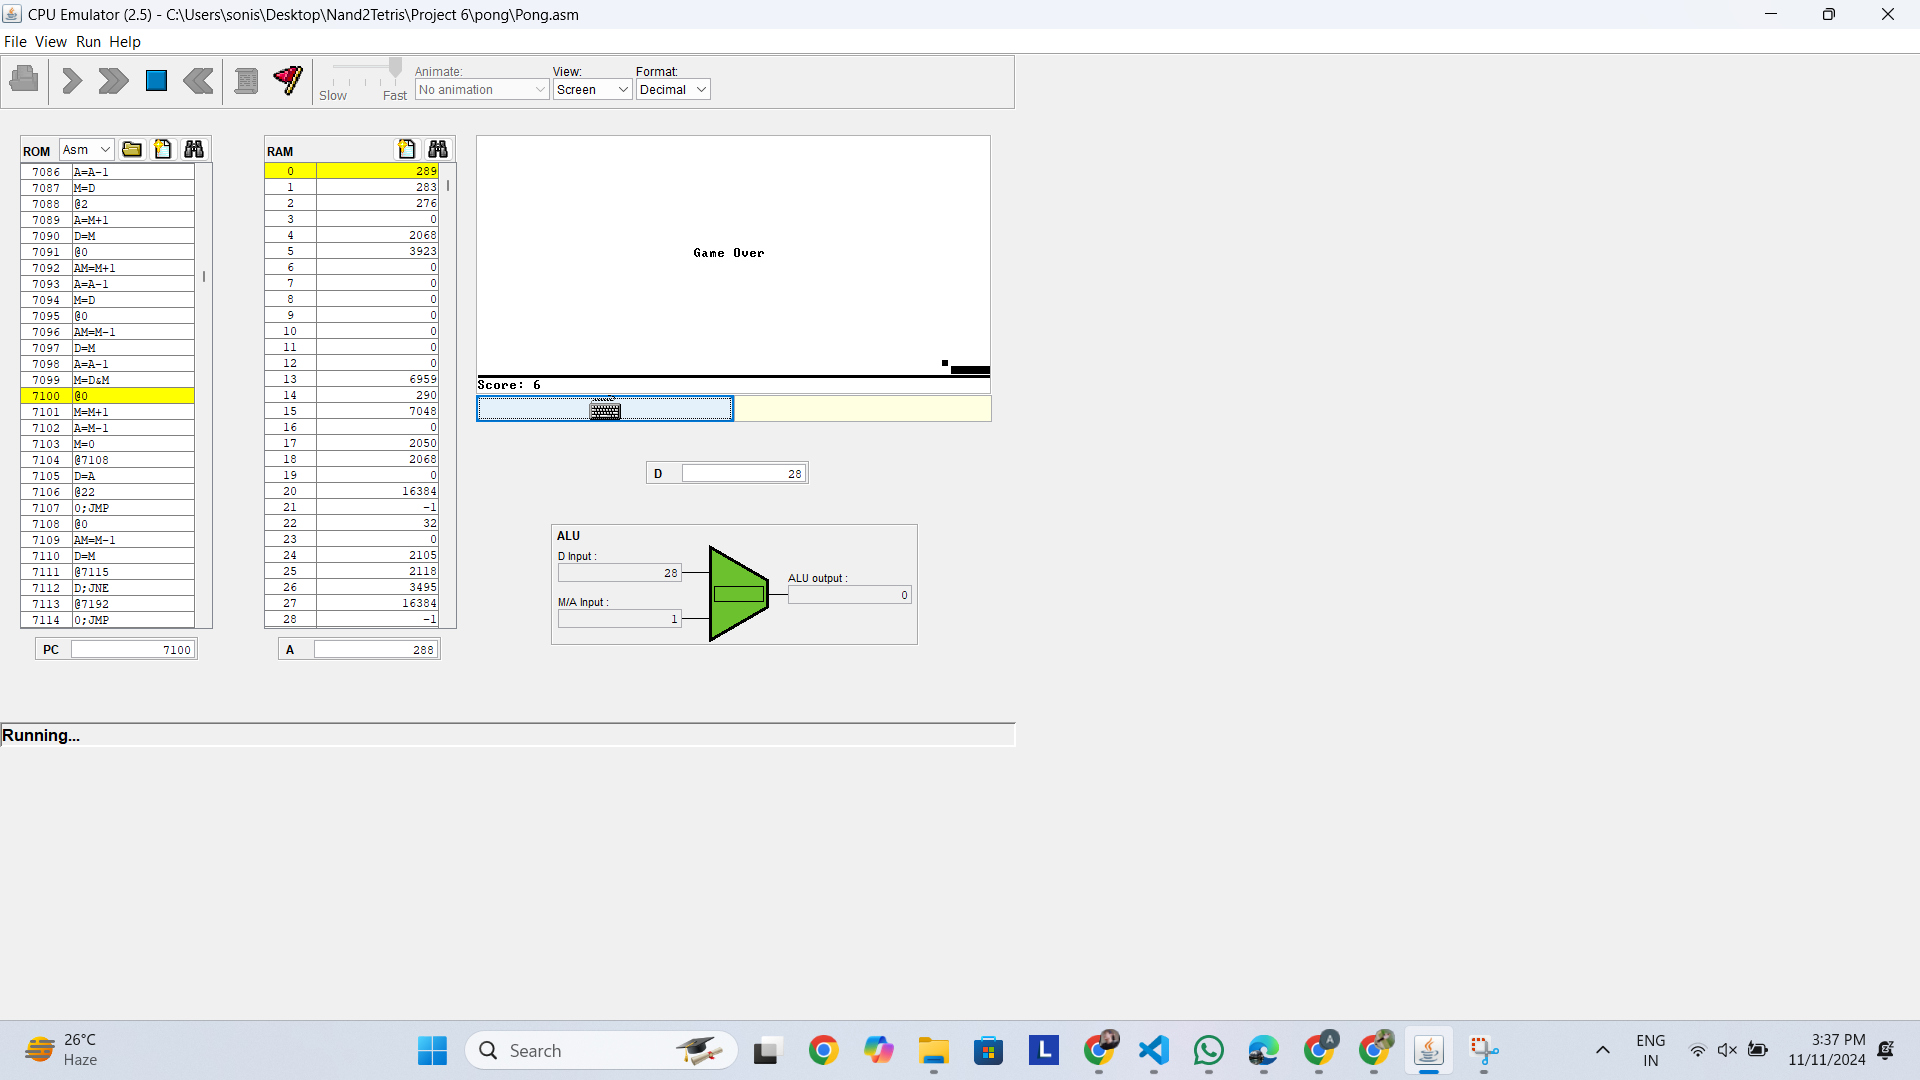 CPU Emulator (2.5) - C:\Users\sonis\Desktop\Nand2Tetris\Project 6\pong\Pong.asm
File View Run Help
Animate: View: Format:
Slow Fast No animation Screen Decimal
ROM Asm
7086 A=A-1
7087 M=D
7088 @2
7089 A=M+1
7090 D=M
7091 @0
7092 AM=M+1
7093 A=A-1
7094 M=D
7095 @0
7096 AM=M-1
7097 D=M
7098 A=A-1
7099 M=D&M
7100 @0
7101 M=M+1
7102 A=M-1
7103 M=0
7104 @7108
7105 D=A
7106 @22
7107 0;JMP
7108 @0
7109 AM=M-1
7110 D=M
7111 @7115
7112 D;JNE
7113 @7192
7114 0;JMP
PC 7100
RAM
0 289
1 283
2 276
3 0
4 2068
5 3923
6 0
7 0
8 0
9 0
10 0
11 0
12 0
13 6959
14 290
15 7048
16 0
17 2050
18 2068
19 0
20 16384
21 -1
22 32
23 0
24 2105
25 2118
26 3495
27 16384
28 -1
A 288
Game Over
Score: 6
D 28
ALU
D Input :
28
M/A Input :
1
ALU output :
0
Running...
26°C
Haze
Search
L
A
ENG
IN
3:37 PM
11/11/2024